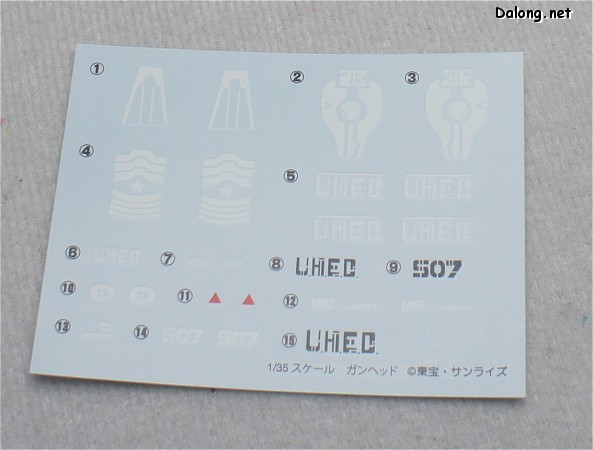 Dalong.net
① ② ③
④ ⑤ U.H.E.D. U.H.E.D.
U.H.E.D. U.H.E.D.
⑥ U.H.E.D. ⑦ ⑧ U.H.E.D. ⑨ 507
⑩ ⑪ ⑫
⑬ ⑭ 507 507 ⑮ U.H.E.D.
1/35 スケール ガンヘッド ©東宝・サンライズ